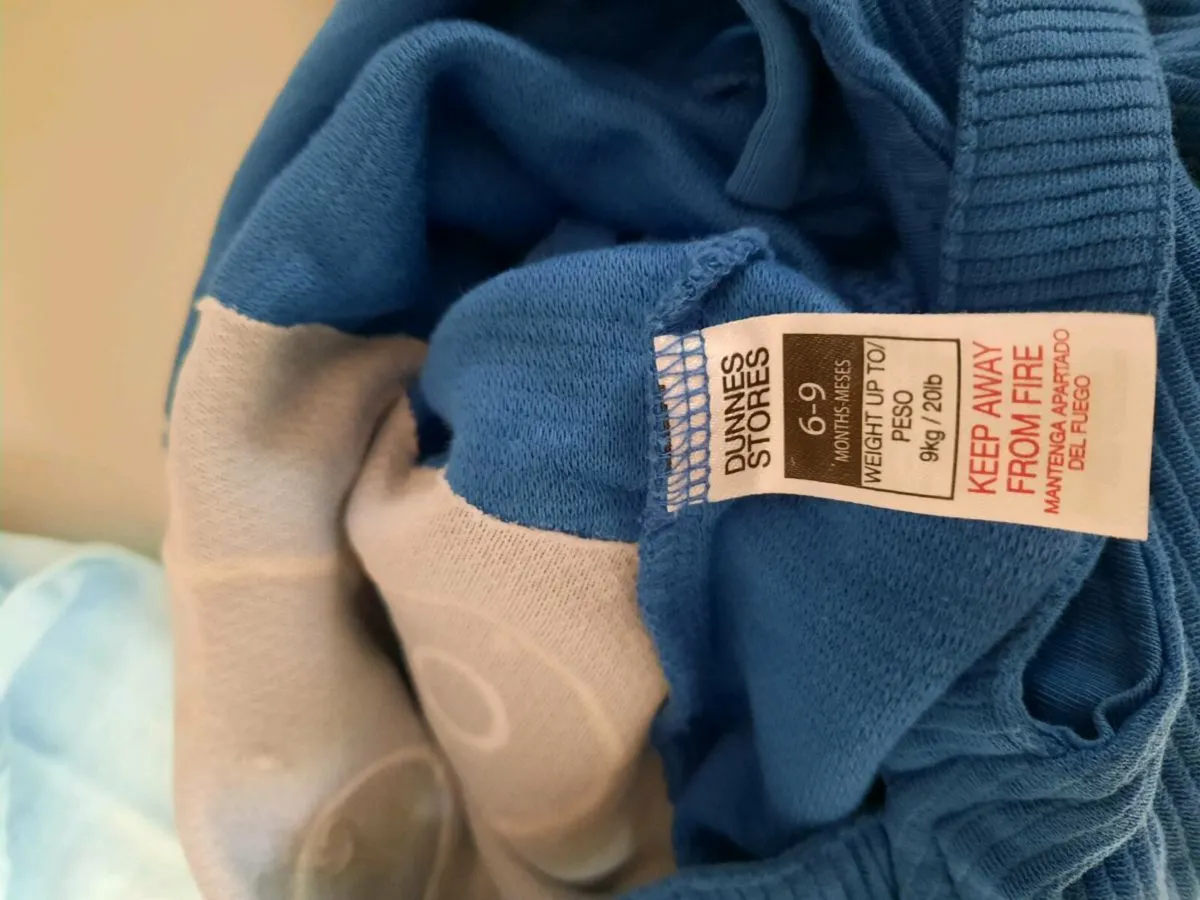 DUNNES
STORES
6-9
MONTHS-MESES
WEIGHT UP TO/
PESO
9kg / 20lb
KEEP AWAY
FROM FIRE
MANTENGA APARTADO
DEL FUEGO